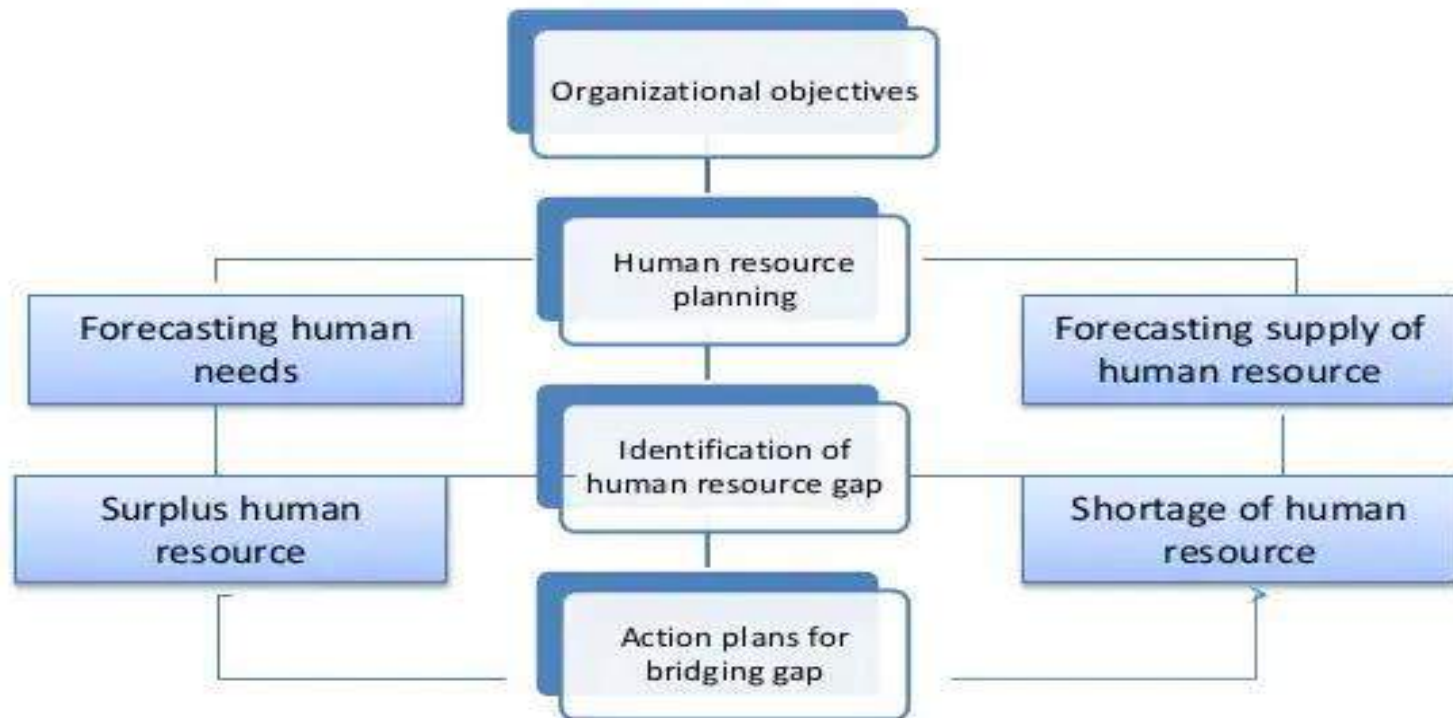 Organizational objectives
Human resource
planning
Forecasting human
needs
Forecasting supply of
human resource
Identification of
human resource gap
Surplus human
resource
Shortage of human
resource
Action plans for
bridging gap